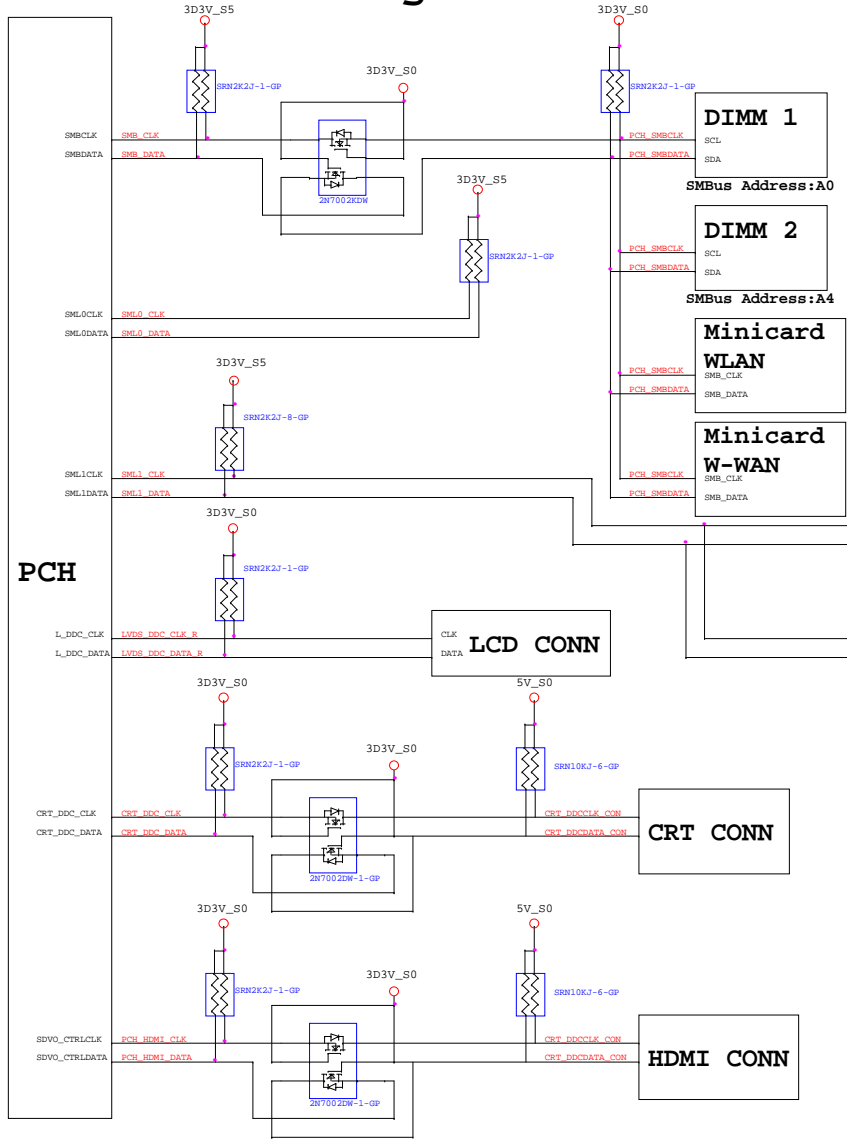 g
3D3V_S5
3D3V_S0
SRN2K2J-1-GP
3D3V_S0
SRN2K2J-1-GP
SMBCLK
SMB_CLK
SMBDATA
SMB_DATA
2N7002KDW
PCH_SMBCLK
PCH_SMBDATA
DIMM 1
SCL
SDA
SMBus Address:A0
3D3V_S5
SRN2K2J-1-GP
PCH_SMBCLK
PCH_SMBDATA
DIMM 2
SCL
SDA
SMBus Address:A4
SML0CLK
SML0_CLK
SML0DATA
SML0_DATA
PCH_SMBCLK
PCH_SMBDATA
Minicard
WLAN
SMB_CLK
SMB_DATA
3D3V_S5
SRN2K2J-8-GP
SML1CLK
SML1_CLK
SML1DATA
SML1_DATA
PCH_SMBCLK
PCH_SMBDATA
Minicard
W-WAN
SMB_CLK
SMB_DATA
PCH
3D3V_S0
SRN2K2J-1-GP
L_DDC_CLK
LVDS_DDC_CLK_R
L_DDC_DATA
LVDS_DDC_DATA_R
CLK
DATA
LCD CONN
3D3V_S0
SRN2K2J-1-GP
3D3V_S0
5V_S0
SRN10KJ-6-GP
CRT_DDC_CLK
CRT_DDC_CLK
CRT_DDC_DATA
CRT_DDC_DATA
2N7002DW-1-GP
CRT_DDCCLK_CON
CRT_DDCDATA_CON
CRT CONN
3D3V_S0
SRN2K2J-1-GP
3D3V_S0
5V_S0
SRN10KJ-6-GP
SDVO_CTRLCLK
PCH_HDMI_CLK
SDVO_CTRLDATA
PCH_HDMI_DATA
2N7002DW-1-GP
CRT_DDCCLK_CON
CRT_DDCDATA_CON
HDMI CONN